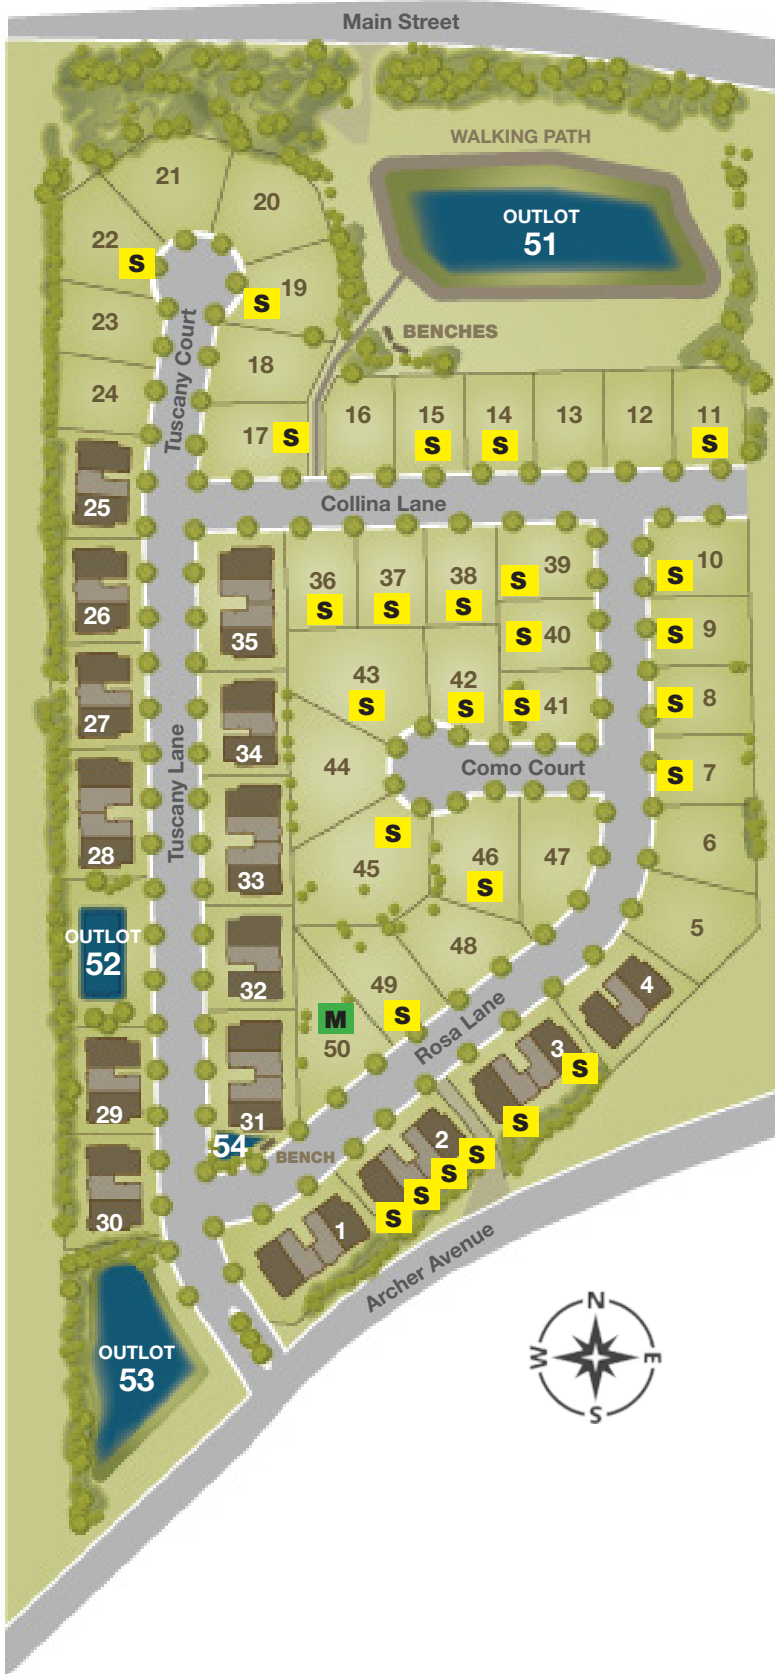 Main Street
WALKING PATH
21
20
OUTLOT
51
22
S
19
S
23
BENCHES
Tuscany Court
18
24
17
S
16
15
S
14
S
13
12
11
S
25
Collina Lane
26
35
36
S
37
S
38
S
39
S
10
S
40
S
9
S
27
34
43
S
42
S
41
S
8
S
Tuscany Lane
44
Como Court
7
S
28
33
S
45
46
S
47
6
OUTLOT
52
32
48
5
49
S
4
M
50
Rosa Lane
29
31
3
S
S
54
BENCH
2
S
S
S
S
30
1
Archer Avenue
OUTLOT
53
N
W
E
S